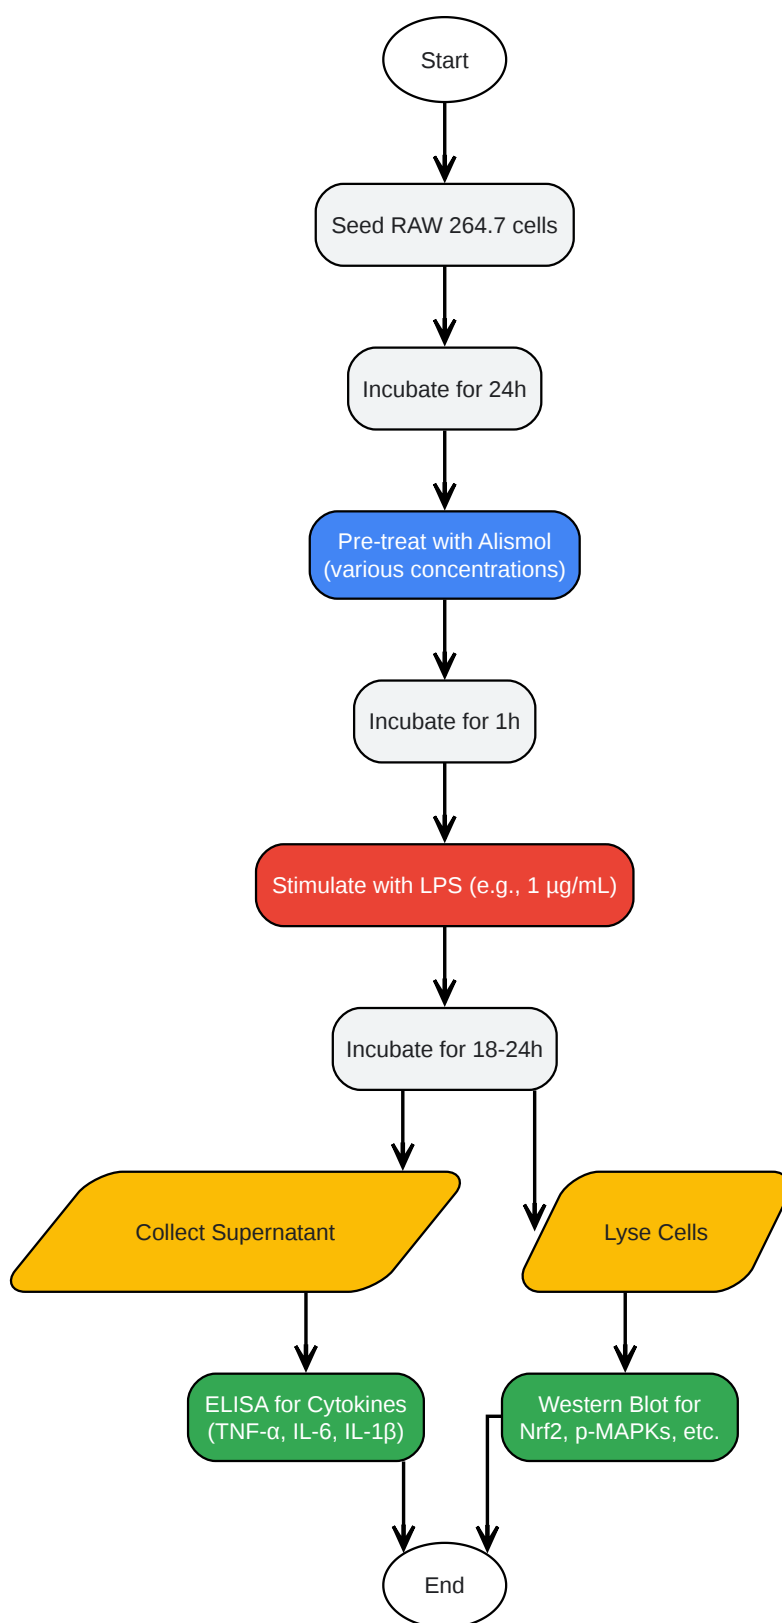 Start
Seed RAW 264.7 cells
Incubate for 24h
Pre-treat with Alismol
(various concentrations)
Incubate for 1h
Stimulate with LPS (e.g., 1 µg/mL)
Incubate for 18-24h
Collect Supernatant
Lyse Cells
ELISA for Cytokines
(TNF-α, IL-6, IL-1β)
Western Blot for
Nrf2, p-MAPKs, etc.
End